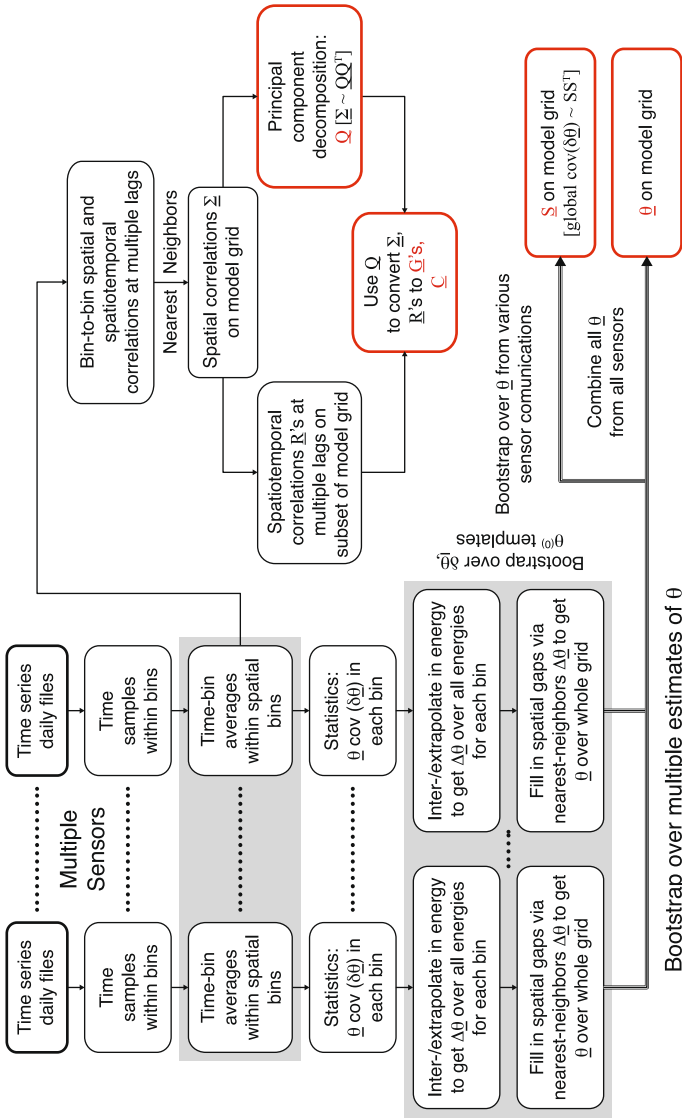 Time series
daily files
Time
samples
within bins
Time-bin
averages
within spatial
bins
Statistics:
θ cov (δθ) in
each bin
Inter-/extrapolate in energy
to get Δθ over all energies
for each bin
Fill in spatial gaps via
nearest-neighbors Δθ to get
θ over whole grid
Multiple
Sensors
Time series
daily files
Time
samples
within bins
Time-bin
averages
within spatial
bins
Statistics:
θ cov (δθ) in
each bin
Inter-/extrapolate in energy
to get Δθ over all energies
for each bin
Fill in spatial gaps via
nearest-neighbors Δθ to get
θ over whole grid
Bootstrap over δθ,
θ⁽⁰⁾ templates
Bootstrap over multiple estimates of θ
Bin-to-bin spatial and
spatiotemporal
correlations at multiple lags
Nearest Neighbors
Spatial correlations Σ
on model grid
Spatiotemporal
correlations R's at
multiple lags on
subset of model grid
Principal
component
decomposition:
Q [Σ ~ QQᵀ]
Use Q
to convert Σ,
R's to G's,
C
Bootstrap over θ from various
sensor comunications
Combine all θ
from all sensors
S on model grid
[global cov(δθ) ~ SSᵀ]
θ on model grid